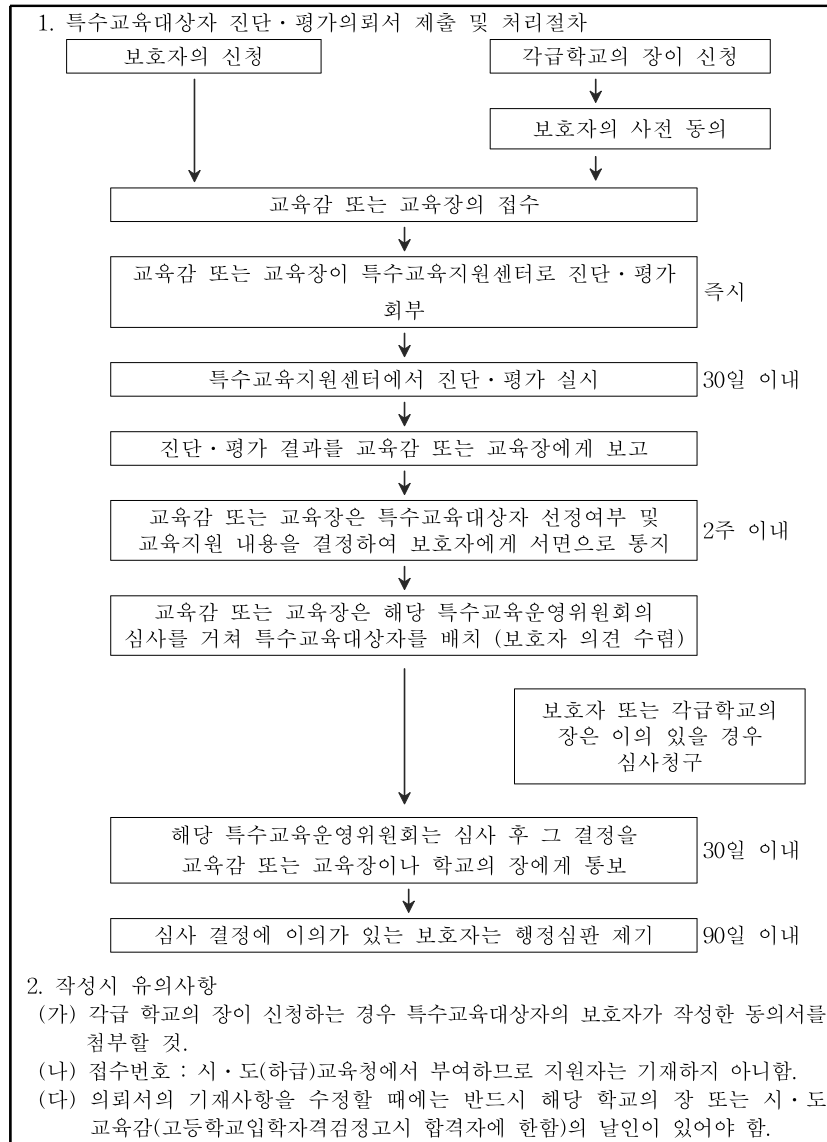 1. 특수교육대상자 진단・평가의뢰서 제출 및 처리절차
보호자의 신청
각급학교의 장이 신청
보호자의 사전 동의
교육감 또는 교육장의 접수
교육감 또는 교육장이 특수교육지원센터로 진단・평가
회부
즉시
특수교육지원센터에서 진단・평가 실시
30일 이내
진단・평가 결과를 교육감 또는 교육장에게 보고
교육감 또는 교육장은 특수교육대상자 선정여부 및
교육지원 내용을 결정하여 보호자에게 서면으로 통지
2주 이내
교육감 또는 교육장은 해당 특수교육운영위원회의
심사를 거쳐 특수교육대상자를 배치 (보호자 의견 수렴)
보호자 또는 각급학교의
장은 이의 있을 경우
심사청구
해당 특수교육운영위원회는 심사 후 그 결정을
교육감 또는 교육장이나 학교의 장에게 통보
30일 이내
심사 결정에 이의가 있는 보호자는 행정심판 제기
90일 이내
2. 작성시 유의사항
(가) 각급 학교의 장이 신청하는 경우 특수교육대상자의 보호자가 작성한 동의서를
첨부할 것.
(나) 접수번호 : 시・도(하급)교육청에서 부여하므로 지원자는 기재하지 아니함.
(다) 의뢰서의 기재사항을 수정할 때에는 반드시 해당 학교의 장 또는 시・도
교육감(고등학교입학자격검정고시 합격자에 한함)의 날인이 있어야 함.